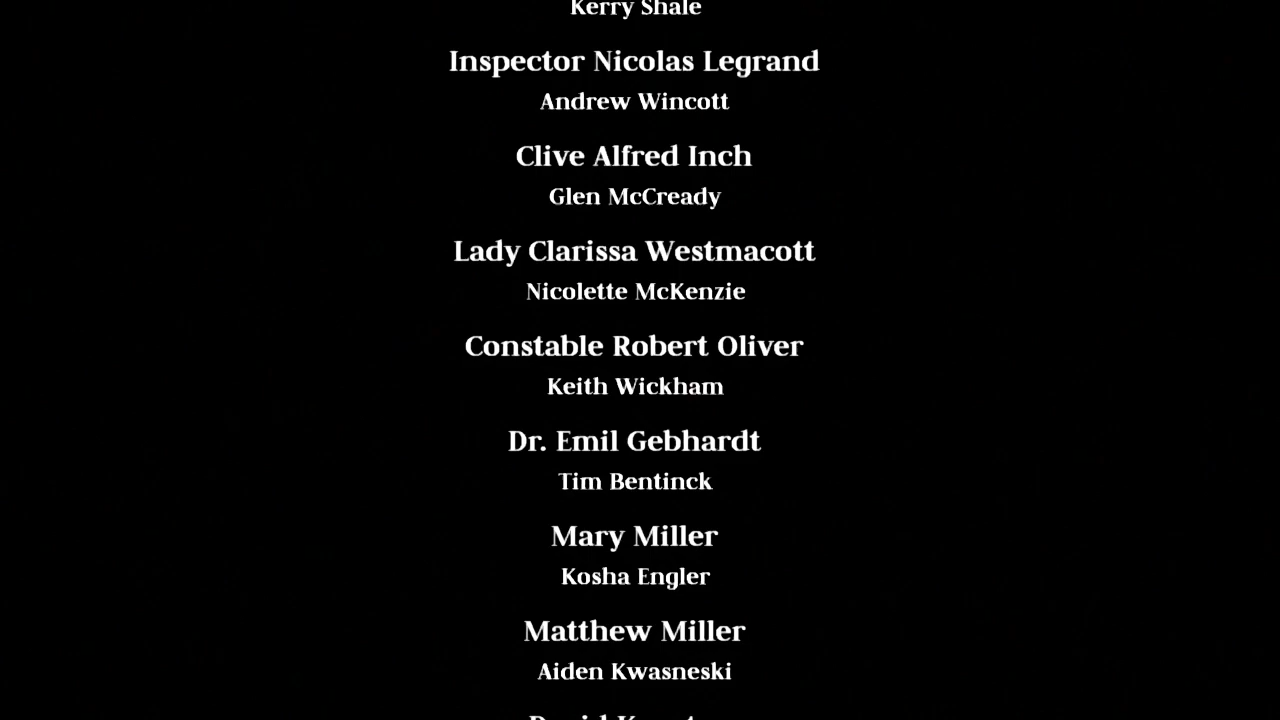 Kerry Shale
Inspector Nicolas Legrand
Andrew Wincott
Clive Alfred Inch
Glen McCready
Lady Clarissa Westmacott
Nicolette McKenzie
Constable Robert Oliver
Keith Wickham
Dr. Emil Gebhardt
Tim Bentinck
Mary Miller
Kosha Engler
Matthew Miller
Aiden Kwasneski